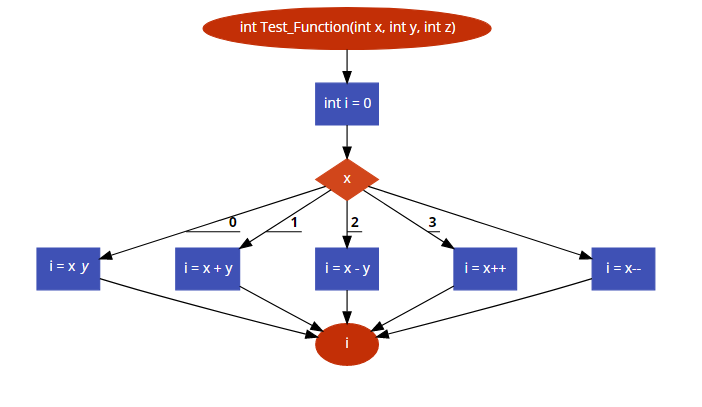 int Test_Function(int x, int y, int z)
int i = 0
x
0
1
2
3
i = x y
i = x + y
i = x - y
i = x++
i = x--
i